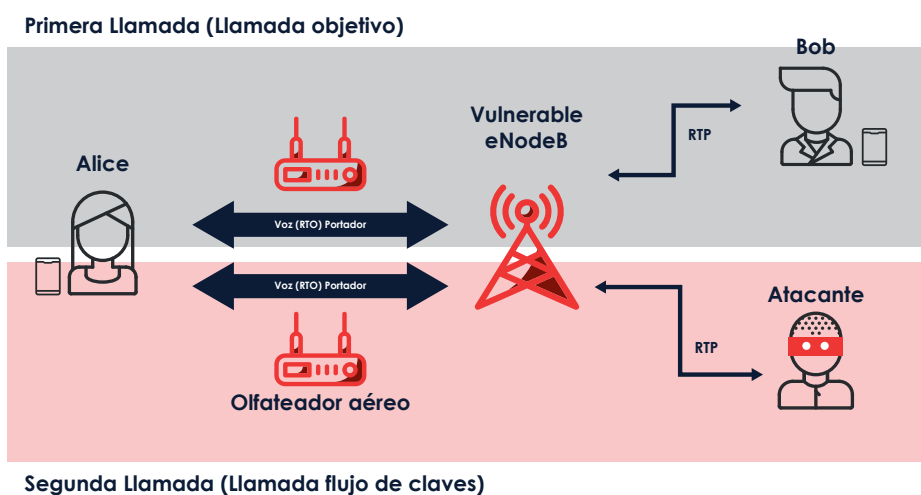 Primera Llamada (Llamada objetivo)
Bob
Vulnerable
eNodeB
RTP
Alice
Voz (RTO) Portador
Voz (RTO) Portador
Atacante
RTP
Olfateador aéreo
Segunda Llamada (Llamada flujo de claves)